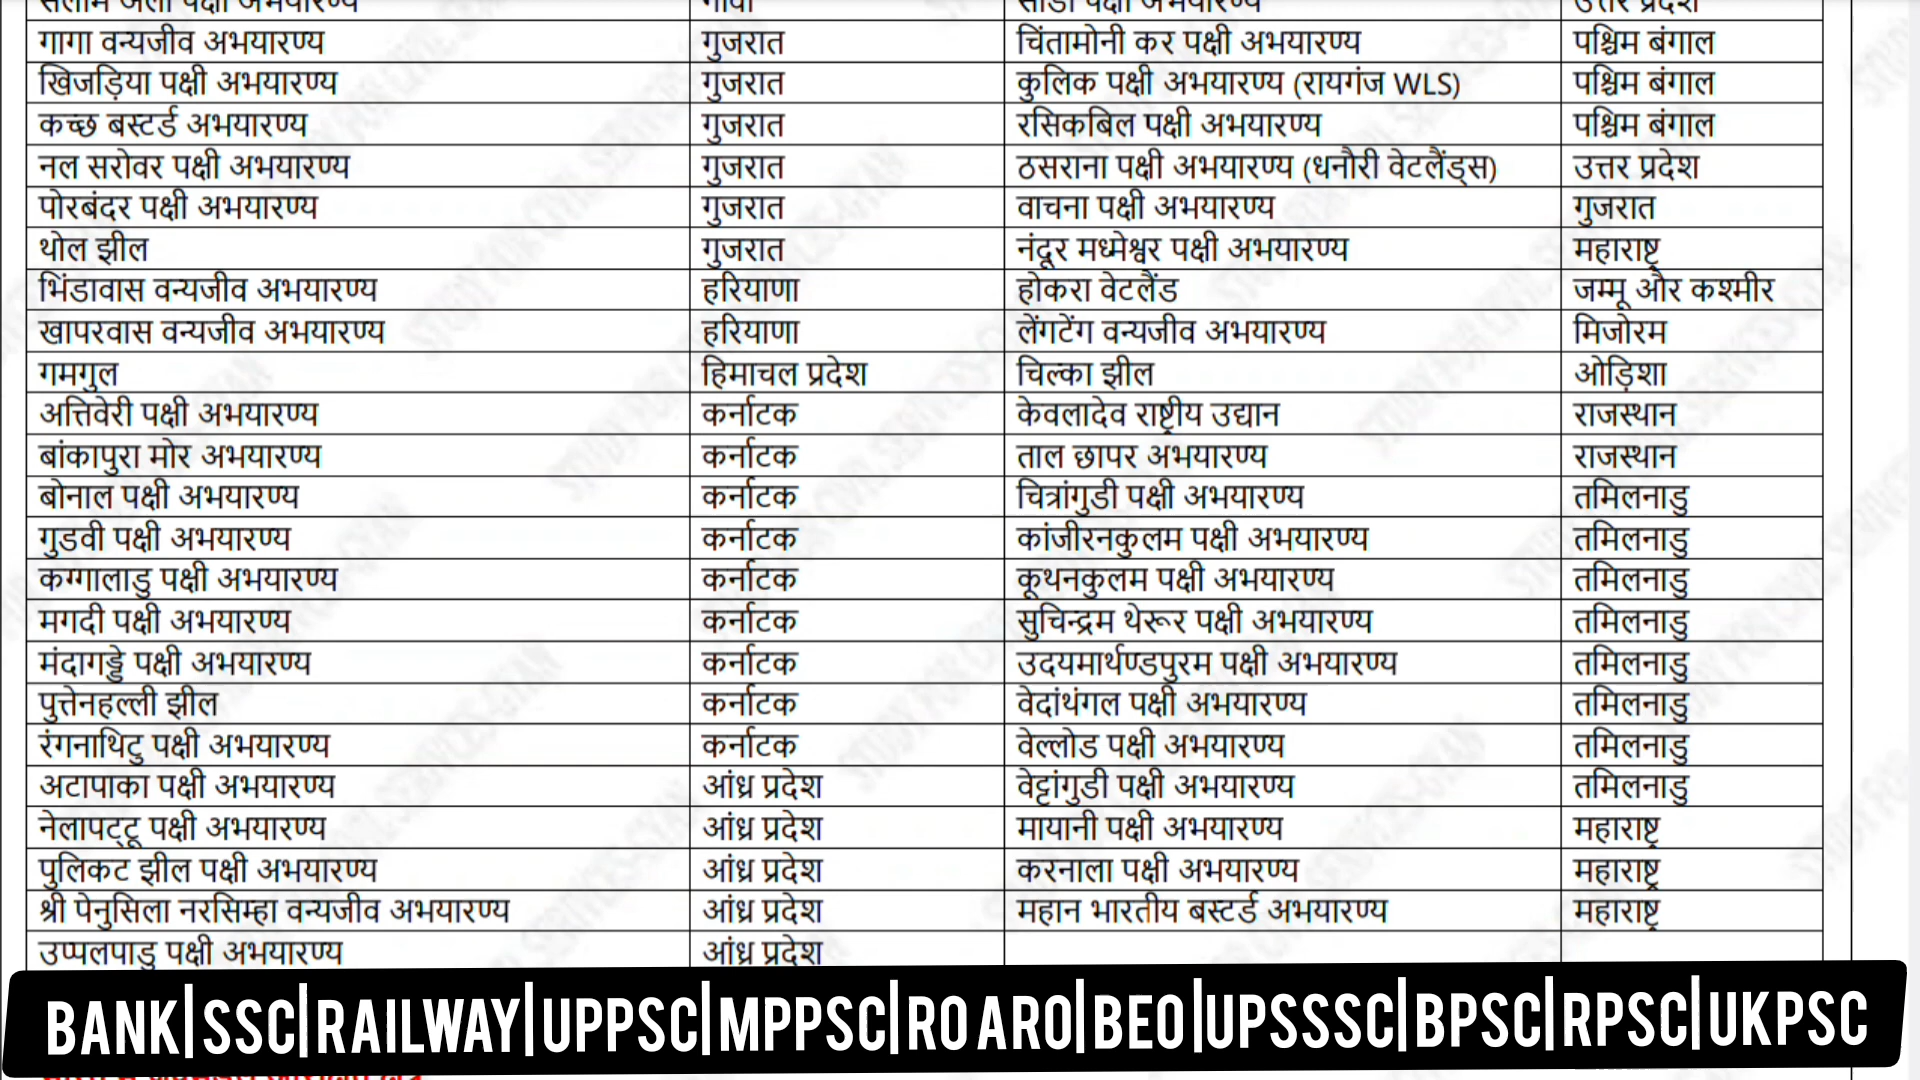 सलीम अली पक्षी अभयारण्य गोवा सांडी पक्षी अभयारण्य उत्तर प्रदेश
गागा वन्यजीव अभयारण्य गुजरात चिंतामोनी कर पक्षी अभयारण्य पश्चिम बंगाल
खिजड़िया पक्षी अभयारण्य गुजरात कुलिक पक्षी अभयारण्य (रायगंज WLS) पश्चिम बंगाल
कच्छ बस्टर्ड अभयारण्य गुजरात रसिकबिल पक्षी अभयारण्य पश्चिम बंगाल
नल सरोवर पक्षी अभयारण्य गुजरात ठसराना पक्षी अभयारण्य (धनौरी वेटलैंड्स) उत्तर प्रदेश
पोरबंदर पक्षी अभयारण्य गुजरात वाचना पक्षी अभयारण्य गुजरात
थोल झील गुजरात नंदूर मध्मेश्वर पक्षी अभयारण्य महाराष्ट्र
भिंडावास वन्यजीव अभयारण्य हरियाणा होकरा वेटलैंड जम्मू और कश्मीर
खापरवास वन्यजीव अभयारण्य हरियाणा लेंगटेंग वन्यजीव अभयारण्य मिजोरम
गमगुल हिमाचल प्रदेश चिल्का झील ओड़िशा
अत्तिवेरी पक्षी अभयारण्य कर्नाटक केवलादेव राष्ट्रीय उद्यान राजस्थान
बांकापुरा मोर अभयारण्य कर्नाटक ताल छापर अभयारण्य राजस्थान
बोनाल पक्षी अभयारण्य कर्नाटक चित्रांगुडी पक्षी अभयारण्य तमिलनाडु
गुडवी पक्षी अभयारण्य कर्नाटक कांजीरनकुलम पक्षी अभयारण्य तमिलनाडु
कग्गालाडु पक्षी अभयारण्य कर्नाटक कूथनकुलम पक्षी अभयारण्य तमिलनाडु
मगदी पक्षी अभयारण्य कर्नाटक सुचिन्द्रम थेरूर पक्षी अभयारण्य तमिलनाडु
मंदागड्डे पक्षी अभयारण्य कर्नाटक उदयमार्थण्डपुरम पक्षी अभयारण्य तमिलनाडु
पुत्तेनहल्ली झील कर्नाटक वेदांथंगल पक्षी अभयारण्य तमिलनाडु
रंगनाथिटु पक्षी अभयारण्य कर्नाटक वेल्लोड पक्षी अभयारण्य तमिलनाडु
अटापाका पक्षी अभयारण्य आंध्र प्रदेश वेट्टांगुडी पक्षी अभयारण्य तमिलनाडु
नेलापट्टू पक्षी अभयारण्य आंध्र प्रदेश मायानी पक्षी अभयारण्य महाराष्ट्र
पुलिकट झील पक्षी अभयारण्य आंध्र प्रदेश करनाला पक्षी अभयारण्य महाराष्ट्र
श्री पेनुसिला नरसिम्हा वन्यजीव अभयारण्य आंध्र प्रदेश महान भारतीय बस्टर्ड अभयारण्य महाराष्ट्र
उप्पलपाडु पक्षी अभयारण्य आंध्र प्रदेश
BANK|SSC|RAILWAY|UPPSC|MPPSC|RO ARO|BEO|UPSSSC|BPSC|RPSC|UKPSC